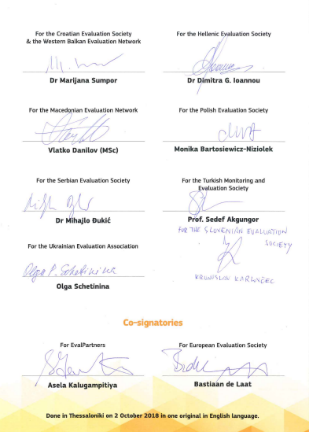 For the Croatian Evaluation Society
& the Western Balkan Evaluation Network
Dr Marijana Sumpor
For the Hellenic Evaluation Society
Dr Dimitra G. Ioannou
For the Macedonian Evaluation Network
Vlatko Danilov (MSc)
For the Polish Evaluation Society
Monika Bartosiewicz-Niziolek
For the Serbian Evaluation Society
Dr Mihajlo Đukić
For the Turkish Monitoring and
Evaluation Society
Prof. Sedef Akgungor
FOR THE SLOVENIAN EVALUATION
SOCIETY
For the Ukrainian Evaluation Association
Olga Schetinina
Co-signatories
For EvalPartners
Asela Kalugampitiya
For European Evaluation Society
Bastiaan de Laat
Done in Thessaloniki on 2 October 2018 in one original in English language.